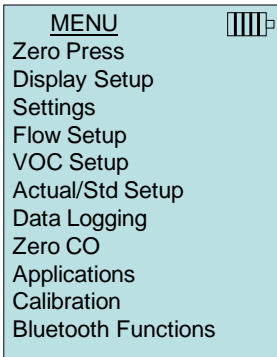 MENU
Zero Press
Display Setup
Settings
Flow Setup
VOC Setup
Actual/Std Setup
Data Logging
Zero CO
Applications
Calibration
Bluetooth Functions